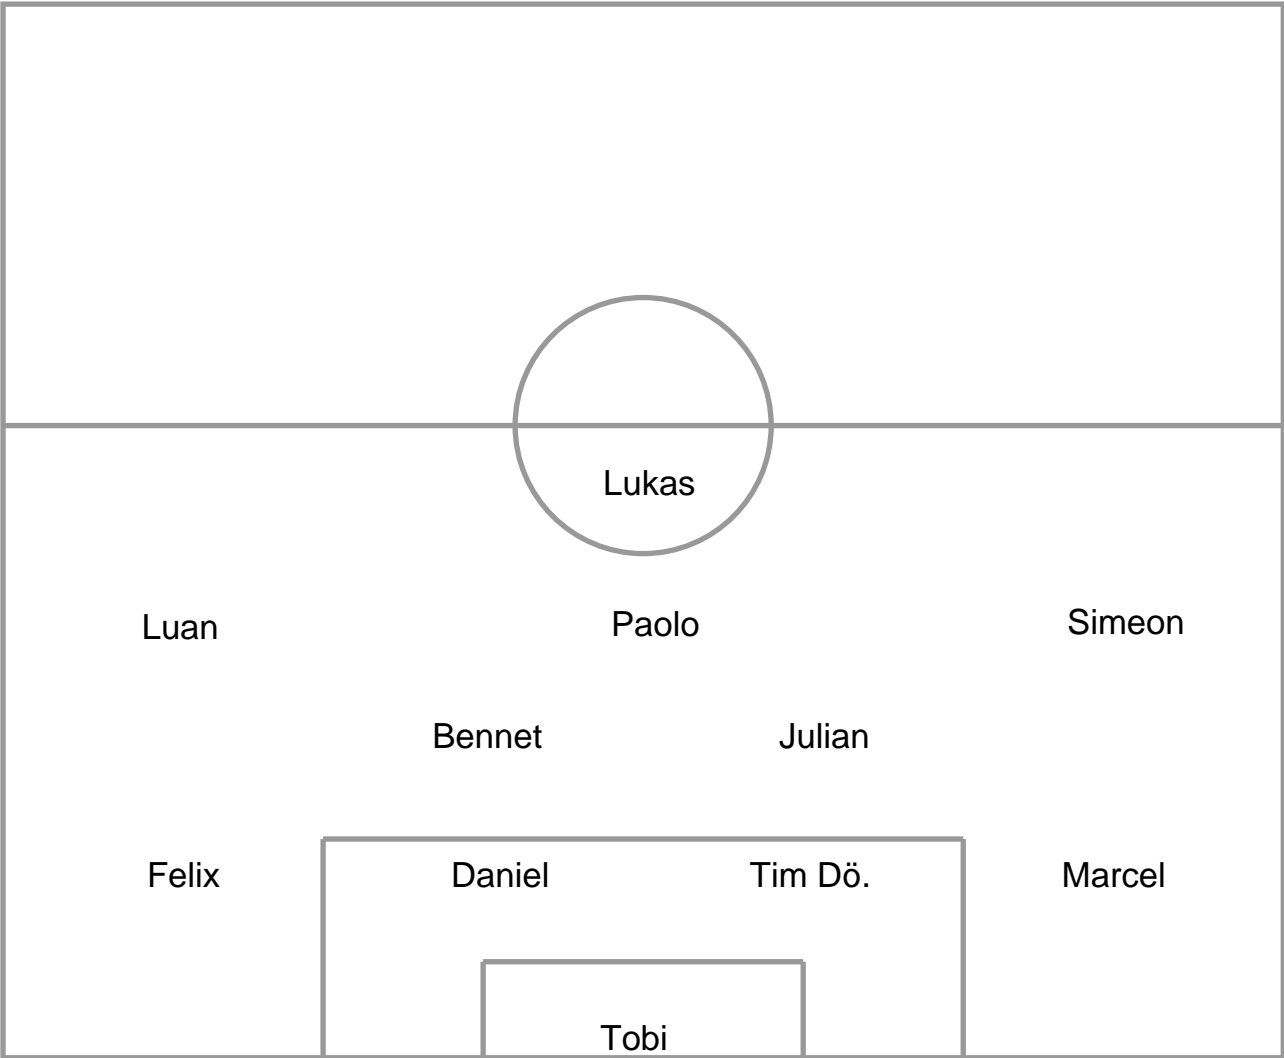 Lukas
Luan Paolo Simeon
Bennet Julian
Felix Daniel Tim Dö. Marcel
Tobi